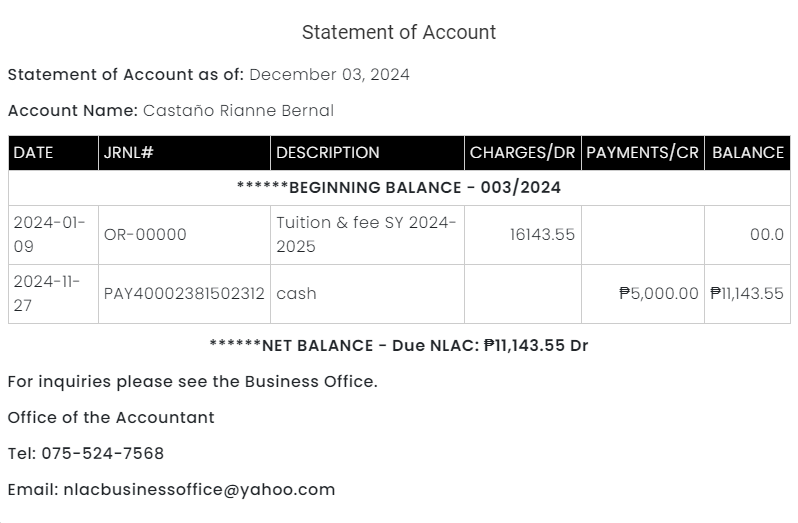 Statement of Account
Statement of Account as of: December 03, 2024
Account Name: Castaño Rianne Bernal
DATE JRNL# DESCRIPTION CHARGES/DR PAYMENTS/CR BALANCE
******BEGINNING BALANCE - 003/2024
2024-01-09 OR-00000 Tuition & fee SY 2024-2025 16143.55 00.0
2024-11-27 PAY40002381502312 cash ₱5,000.00 ₱11,143.55
******NET BALANCE - Due NLAC: ₱11,143.55 Dr
For inquiries please see the Business Office.
Office of the Accountant
Tel: 075-524-7568
Email: nlacbusinessoffice@yahoo.com